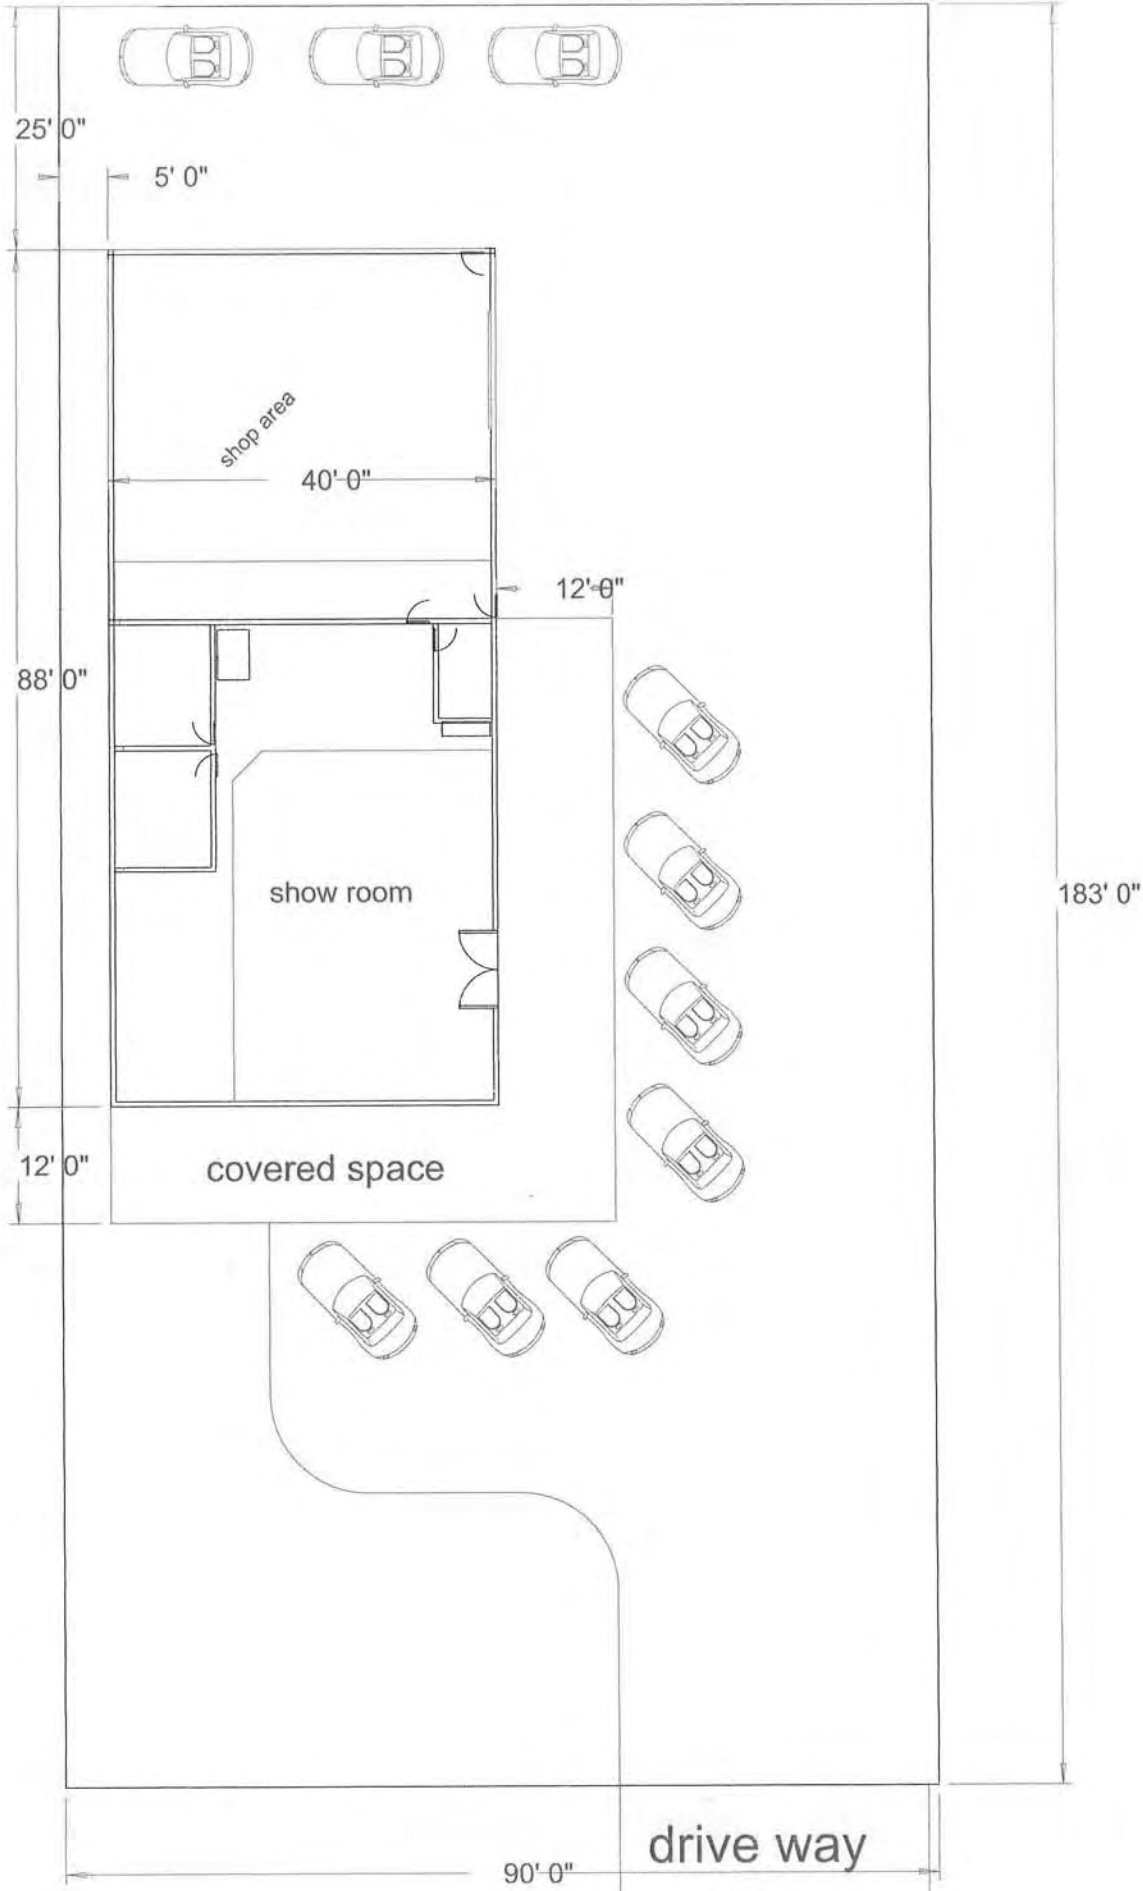 25' 0"
5' 0"
shop area
40' 0"
12' 0"
88' 0"
show room
183' 0"
12' 0"
covered space
drive way
90' 0"